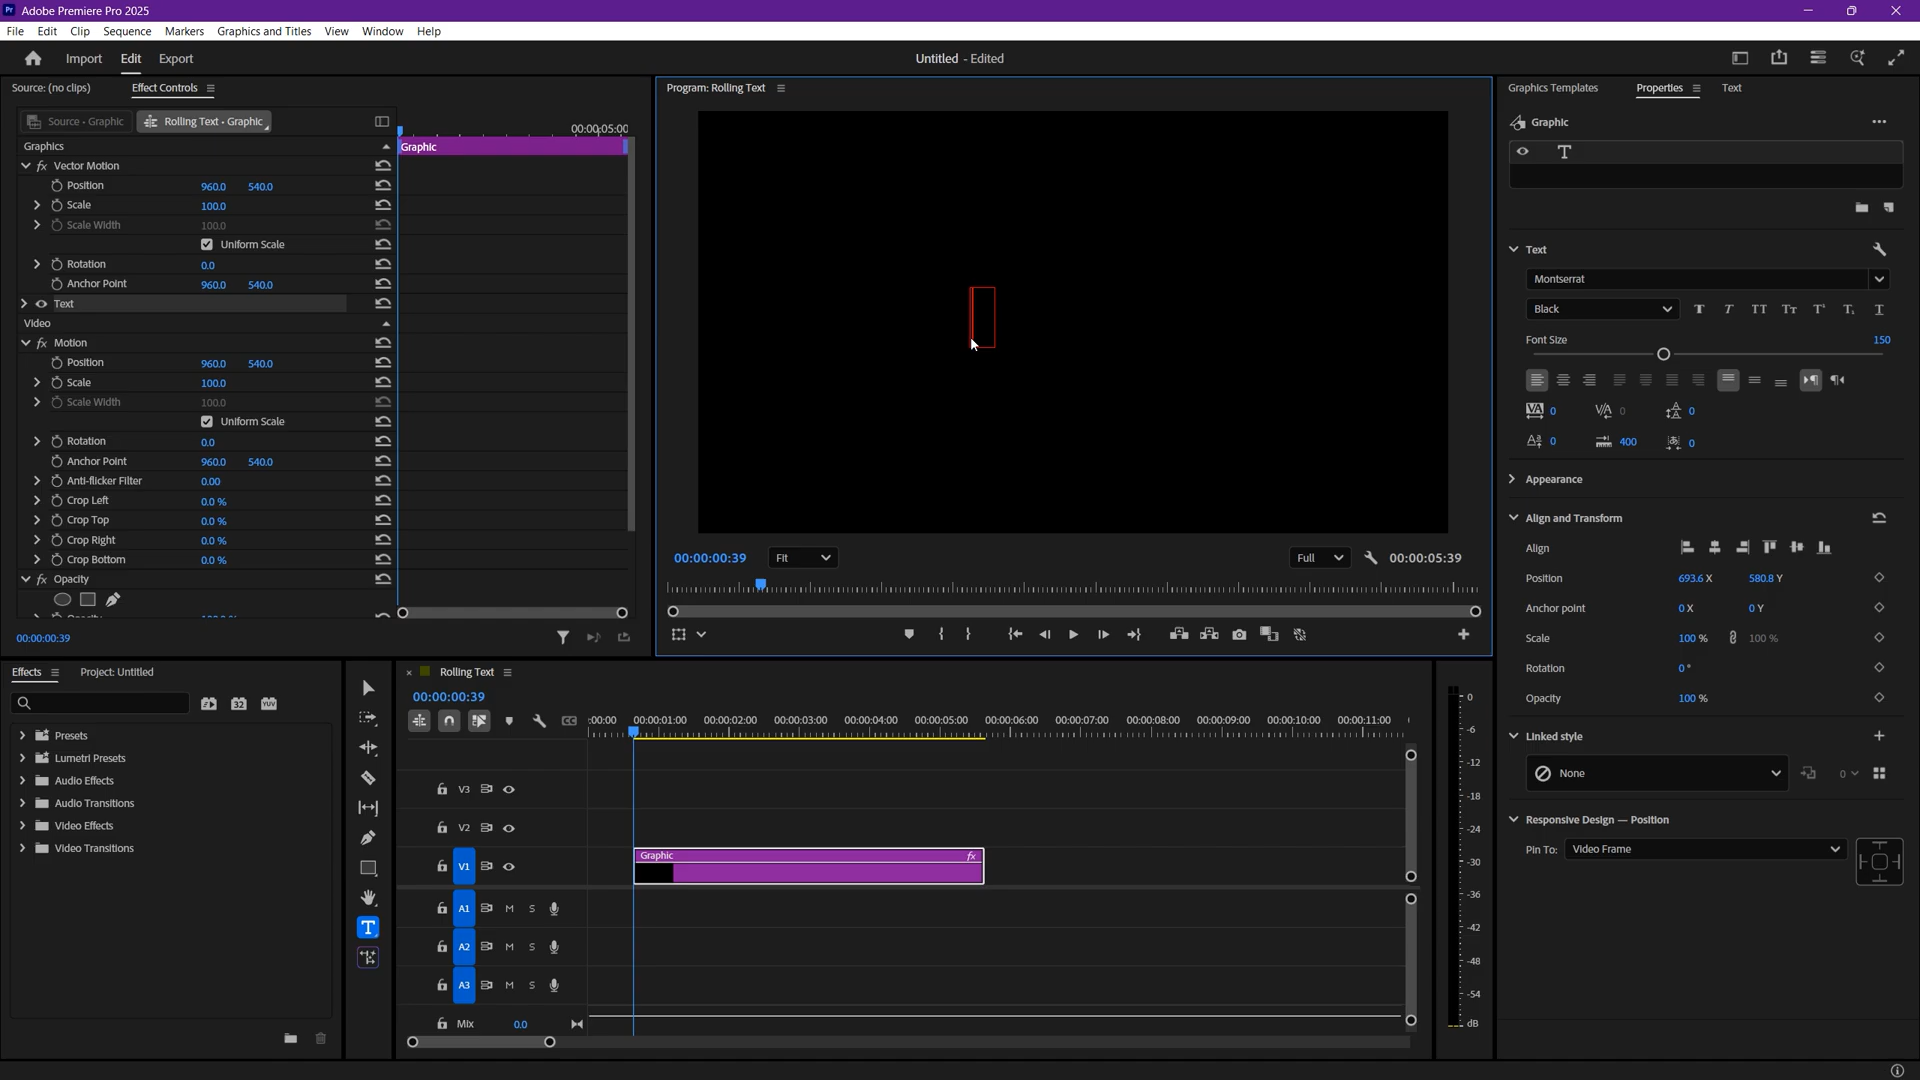 Adobe Premiere Pro 2025
File Edit Clip Sequence Markers Graphics and Titles View Window Help
Import Edit Export
Untitled - Edited
Source: (no clips) Effect Controls
Source - Graphic Rolling Text - Graphic
00:00:05:00
Graphics
Graphic
Vector Motion
Position 960.0 540.0
Scale 100.0
Scale Width 100.0
Uniform Scale
Rotation 0.0
Anchor Point 960.0 540.0
Text
Video
Motion
Position 960.0 540.0
Scale 100.0
Scale Width 100.0
Uniform Scale
Rotation 0.0
Anchor Point 960.0 540.0
Anti-flicker Filter 0.00
Crop Left 0.0 %
Crop Top 0.0 %
Crop Right 0.0 %
Crop Bottom 0.0 %
Opacity
00:00:00:39
Program: Rolling Text
00:00:00:39 Fit Full 00:00:05:39
Graphics Templates Properties Text
Graphic
Text
Montserrat
Black
Font Size 150
0 0 0
0 400 0
Appearance
Align and Transform
Align
Position 693.6 X 580.8 Y
Anchor point 0 X 0 Y
Scale 100 % 100 %
Rotation 0 °
Opacity 100 %
Linked style
None 0
Responsive Design — Position
Pin To: Video Frame
Effects Project: Untitled
32 YUV
Presets
Lumetri Presets
Audio Effects
Audio Transitions
Video Effects
Video Transitions
Rolling Text
00:00:00:39
:00:00 00:00:01:00 00:00:02:00 00:00:03:00 00:00:04:00 00:00:05:00 00:00:06:00 00:00:07:00 00:00:08:00 00:00:09:00 00:00:10:00 00:00:11:00
V3
V2
V1
Graphic fx
A1 M S
A2 M S
A3 M S
Mix 0.0
0
-6
-12
-18
-24
-30
-36
-42
-48
-54
dB